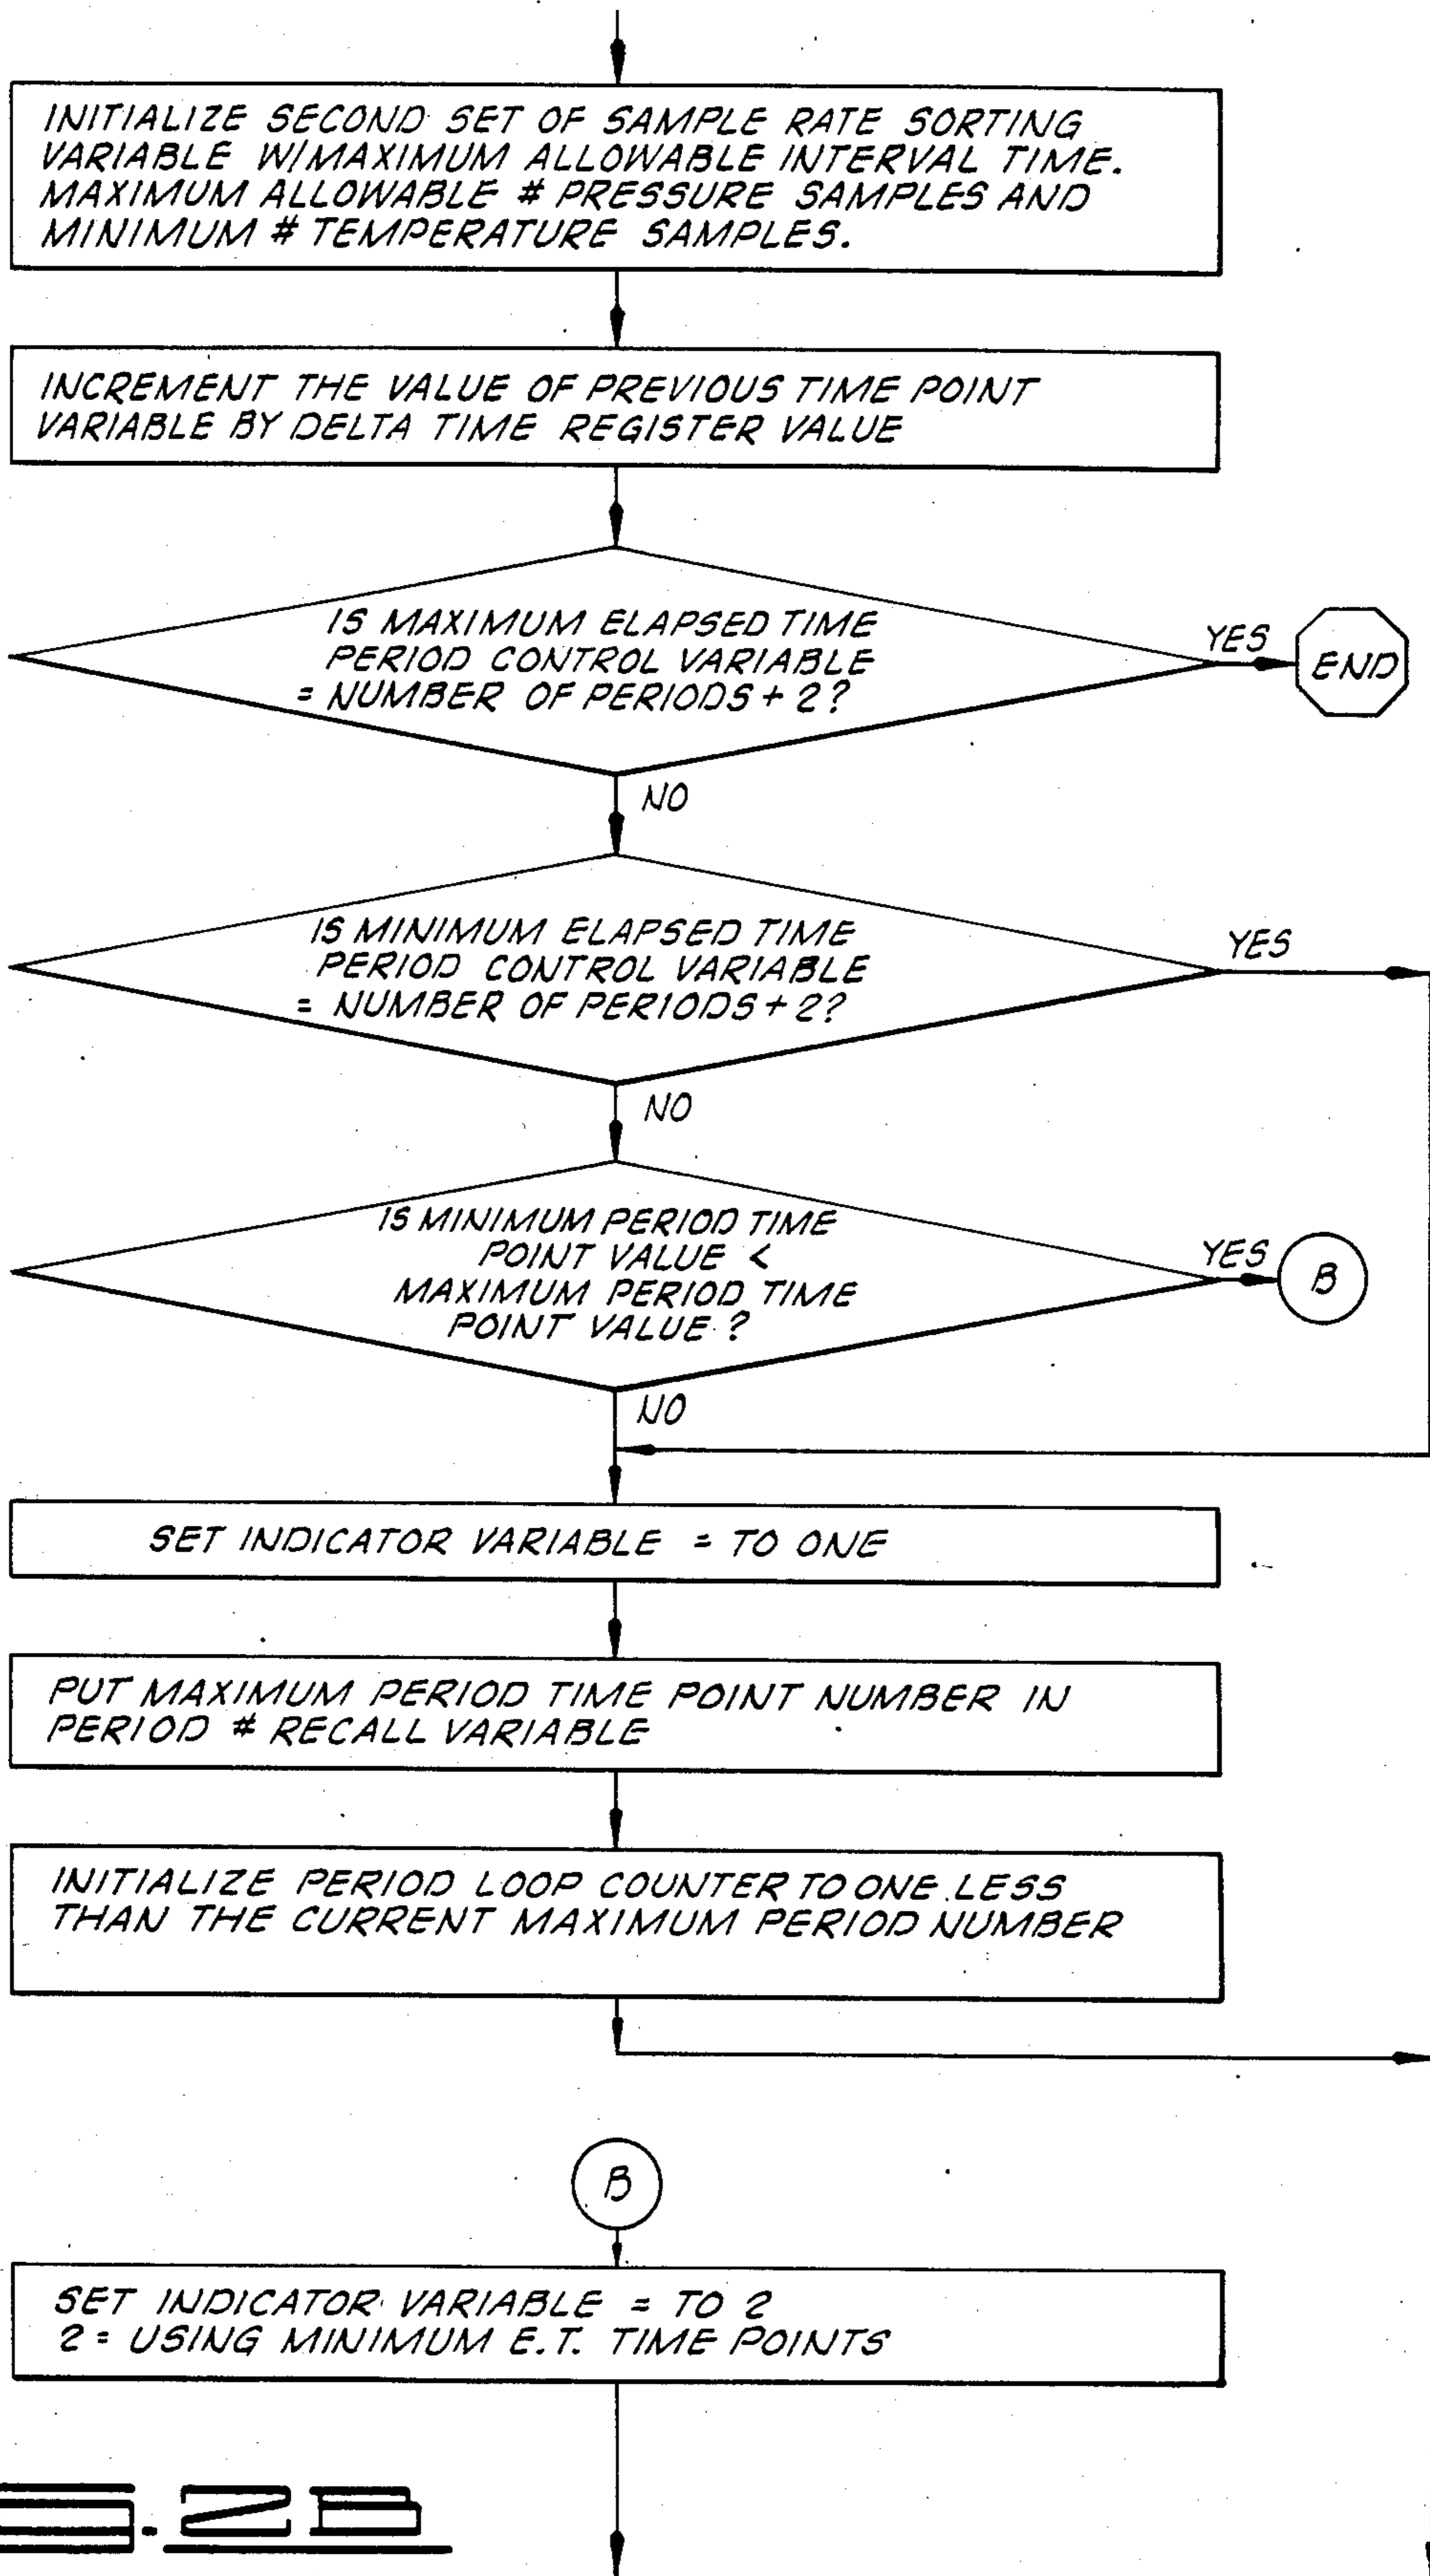 INITIALIZE SECOND SET OF SAMPLE RATE SORTING
VARIABLE W/MAXIMUM ALLOWABLE INTERVAL TIME.
MAXIMUM ALLOWABLE # PRESSURE SAMPLES AND
MINIMUM # TEMPERATURE SAMPLES.
INCREMENT THE VALUE OF PREVIOUS TIME POINT
VARIABLE BY DELTA TIME REGISTER VALUE
IS MAXIMUM ELAPSED TIME
PERIOD CONTROL VARIABLE
= NUMBER OF PERIODS + 2?
YES
END
NO
IS MINIMUM ELAPSED TIME
PERIOD CONTROL VARIABLE
= NUMBER OF PERIODS + 2?
YES
NO
IS MINIMUM PERIOD TIME
POINT VALUE <
MAXIMUM PERIOD TIME
POINT VALUE ?
YES
B
NO
SET INDICATOR VARIABLE = TO ONE
PUT MAXIMUM PERIOD TIME POINT NUMBER IN
PERIOD # RECALL VARIABLE
INITIALIZE PERIOD LOOP COUNTER TO ONE LESS
THAN THE CURRENT MAXIMUM PERIOD NUMBER
B
SET INDICATOR VARIABLE = TO 2
2 = USING MINIMUM E.T. TIME POINTS
. 2B